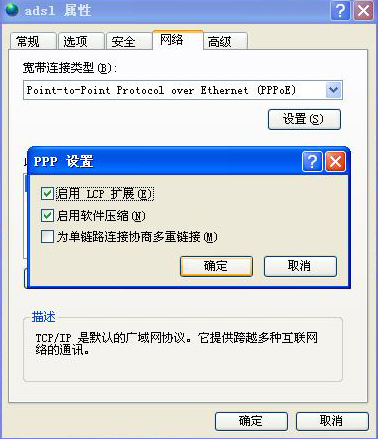 adsl 属性
常规
选项
安全
网络
高级
宽带连接类型(B):
Point-to-Point Protocol over Ethernet (PPPoE)
设置(S)
PPP 设置
启用 LCP 扩展(E)
启用软件压缩(N)
为单链路连接协商多重链接(M)
确定
取消
描述
TCP/IP 是默认的广域网协议。它提供跨越多种互联网
络的通讯。
确定
取消